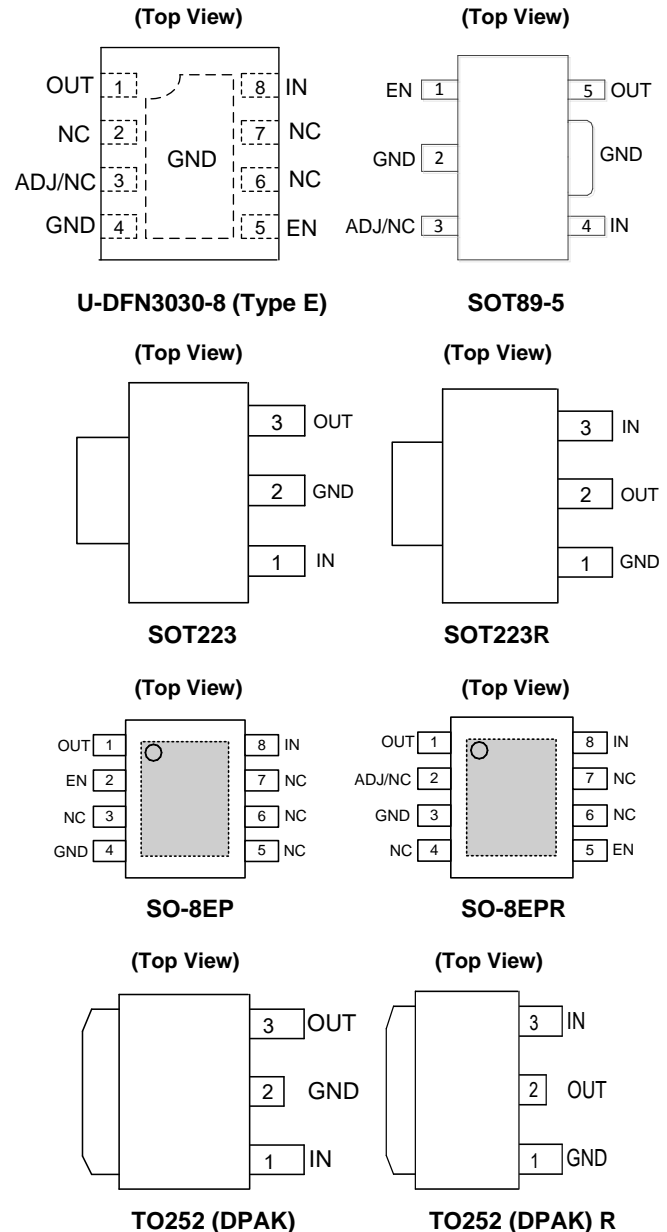 (Top View)
OUT 1 8 IN
NC 2 7 NC
GND
ADJ/NC 3 6 NC
GND 4 5 EN
U-DFN3030-8 (Type E)
(Top View)
EN 1 5 OUT
GND 2 GND
ADJ/NC 3 4 IN
SOT89-5
(Top View)
3 OUT
2 GND
1 IN
SOT223
(Top View)
3 IN
2 OUT
1 GND
SOT223R
(Top View)
OUT 1 8 IN
EN 2 7 NC
NC 3 6 NC
GND 4 5 NC
SO-8EP
(Top View)
OUT 1 8 IN
ADJ/NC 2 7 NC
GND 3 6 NC
NC 4 5 EN
SO-8EPR
(Top View)
3 OUT
2 GND
1 IN
TO252 (DPAK)
(Top View)
3 IN
2 OUT
1 GND
TO252 (DPAK) R